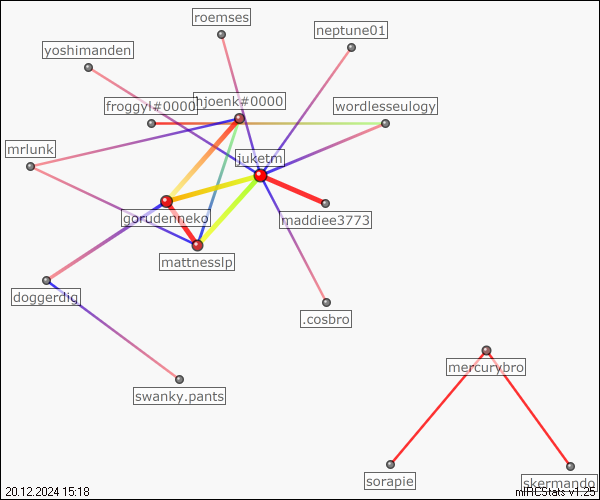 roemses
neptune01
yoshimanden
hjoenk#0000
froggyl#0000
wordlesseulogy
mrlunk
juketm
gorudenneko
maddiee3773
mattnesslp
doggerdig
.cosbro
mercurybro
swanky.pants
sorapie
skermando
20.12.2024 15:18
mIRCStats v1.25